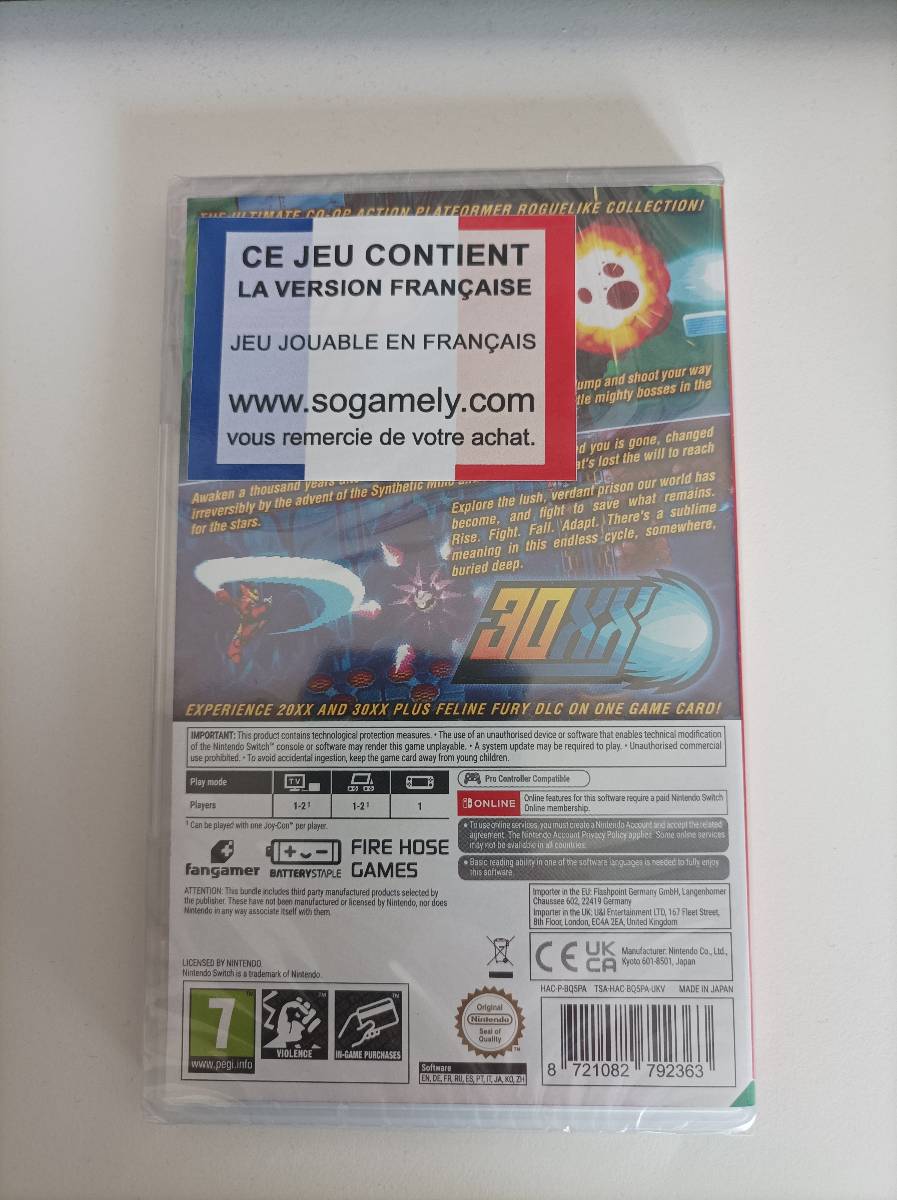 THE ULTIMATE CO-OP ACTION PLATFORMER ROGUELIKE COLLECTION!
CE JEU CONTIENT
LA VERSION FRANÇAISE
JEU JOUABLE EN FRANÇAIS
www.sogamely.com
vous remercie de votre achat.
ump and shoot your way
tle mighty bosses in the
d you is gone, changed
at's lost the will to reach
Awaken a thousand years
irreversibly by the advent of the Synthetic
for the stars.
Explore the lush, verdant prison our world has
become, and fight to save what remains.
Rise. Fight. Fall. Adapt. There's a sublime
meaning in this endless cycle, somewhere,
buried deep.
30XX
EXPERIENCE 20XX AND 30XX PLUS FELINE FURY DLC ON ONE GAME CARD!
IMPORTANT: This product contains technological protection measures. • The use of an unauthorised device or software that enables technical modification
of the Nintendo Switch™ console or software may render this game unplayable. • A system update may be required to play. • Unauthorised commercial
use prohibited. • To avoid accidental ingestion, keep the game card away from young children.
Play mode TV
Players 1-2¹ 1-2¹ 1
¹ Can be played with one Joy-Con™ per player.
Pro Controller Compatible
ONLINE
Online features for this software require a paid Nintendo Switch
Online membership.
• To use online services, you must create a Nintendo Account and accept the related
agreement. The Nintendo Account Privacy Policy applies. Some online services
may not be available in all countries.
• Basic reading ability in one of the software languages is needed to fully enjoy
this software.
fangamer
BATTERYSTAPLE
FIRE HOSE
GAMES
ATTENTION: This bundle includes third party manufactured products selected by
the publisher. These have not been manufactured or licensed by Nintendo, nor does
Nintendo in any way associate itself with them.
Importer in the EU: Flashpoint Germany GmbH, Langenhorner
Chaussee 602, 22419 Germany
Importer in the UK: U&I Entertainment LTD, 167 Fleet Street,
8th Floor, London, EC4A 2EA, United Kingdom
CE UK
CA
Manufacturer: Nintendo Co., Ltd.,
Kyoto 601-8501, Japan
LICENSED BY NINTENDO
Nintendo Switch is a trademark of Nintendo.
HAC-P-BQ5PA TSA-HAC-BQ5PA-UKV MADE IN JAPAN
7
www.pegi.info
VIOLENCE
IN-GAME PURCHASES
Original
Nintendo
Seal of
Quality
Software
EN, DE, FR, RU, ES, PT, IT, JA, KO, ZH
8 721082 792363